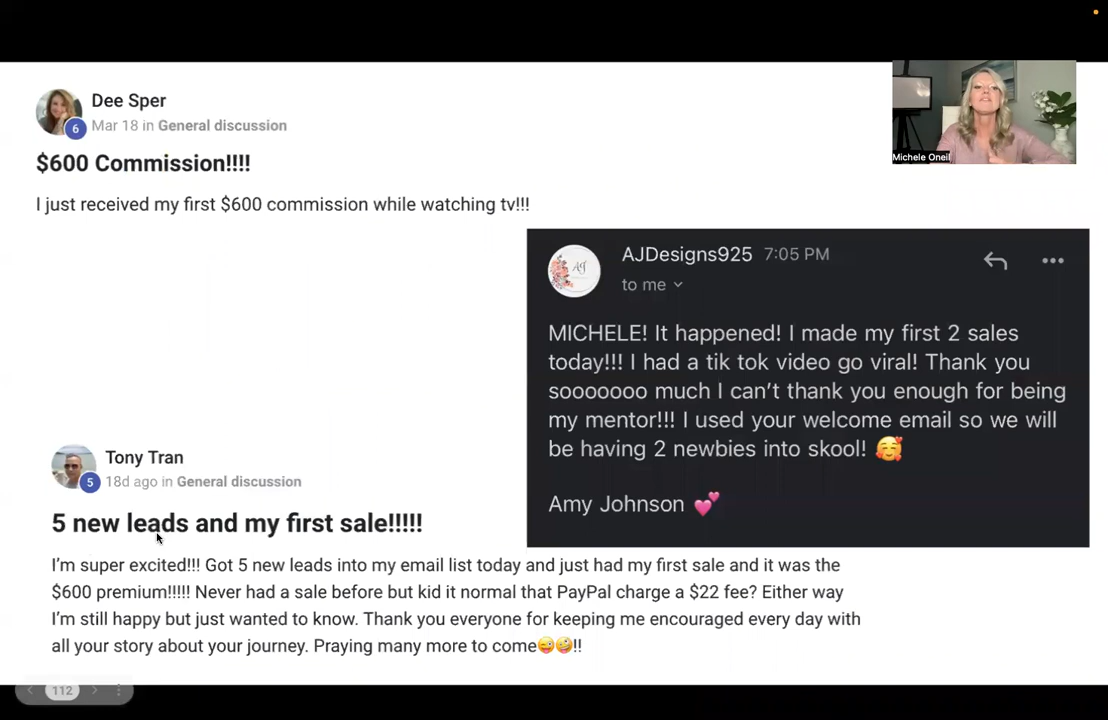 Dee Sper
6
Mar 18 in General discussion
$600 Commission!!!!
I just received my first $600 commission while watching tv!!!
Michele Oneil
AJ
AJDesigns925 7:05 PM
to me
MICHELE! It happened! I made my first 2 sales
today!!! I had a tik tok video go viral! Thank you
sooooooo much I can't thank you enough for being
my mentor!!! I used your welcome email so we will
be having 2 newbies into skool! 🥰
Amy Johnson 💕
Tony Tran
5
18d ago in General discussion
5 new leads and my first sale!!!!!
I'm super excited!!! Got 5 new leads into my email list today and just had my first sale and it was the
$600 premium!!!!! Never had a sale before but kid it normal that PayPal charge a $22 fee? Either way
I'm still happy but just wanted to know. Thank you everyone for keeping me encouraged every day with
all your story about your journey. Praying many more to come😜🤪!!
112